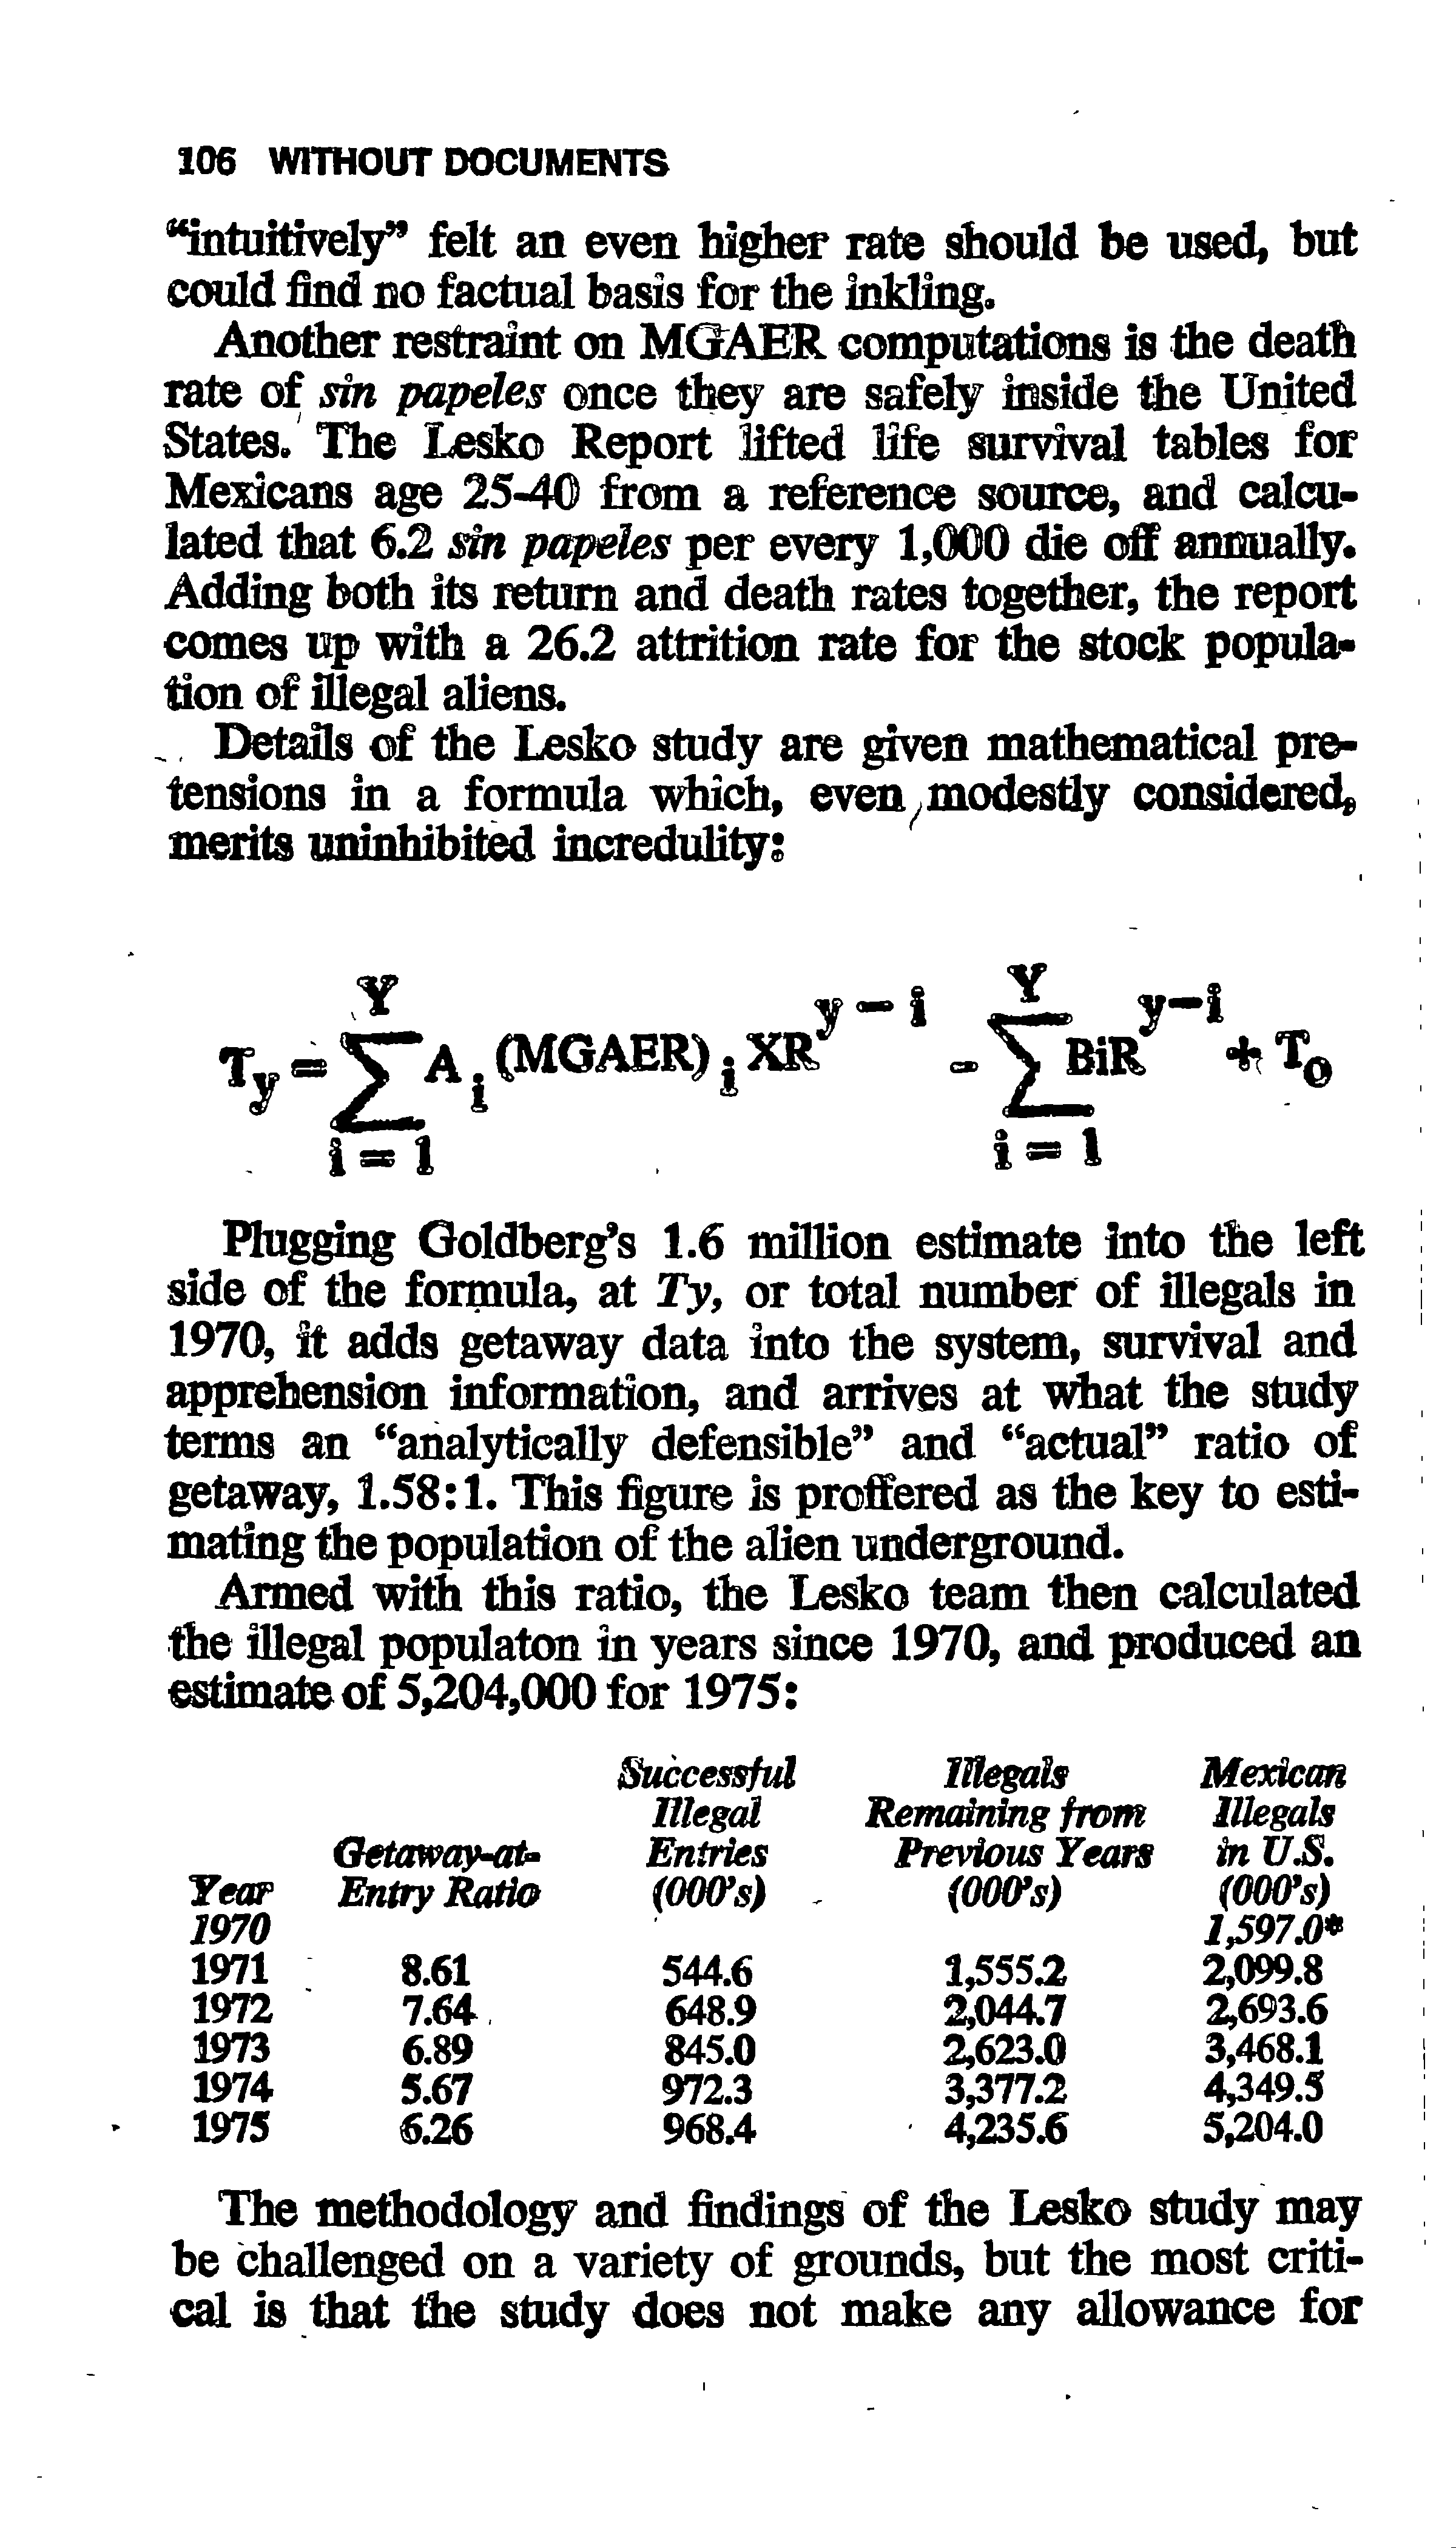 106 WITHOUT DOCUMENTS
“intuitively” felt an even higher rate should be used, but
could find no factual basis for the inkling.
Another restraint on MGAER computations is the death
rate of sin papeles once they are safely inside the United
States. The Lesko Report lifted life survival tables for
Mexicans age 25-40 from a reference source, and calcu-
lated that 6.2 sin papeles per every 1,000 die off annually.
Adding both its return and death rates together, the report
comes up with a 26.2 attrition rate for the stock popula-
tion of illegal aliens.
Details of the Lesko study are given mathematical pre-
tensions in a formula which, even modestly considered,
merits uninhibited incredulity:
Ty = Y∑i=1 Ai (MGAER)i XR y-i - Y∑i=1 BiR y-i + To
Plugging Goldberg’s 1.6 million estimate into the left
side of the formula, at Ty, or total number of illegals in
1970, it adds getaway data into the system, survival and
apprehension information, and arrives at what the study
terms an “analytically defensible” and “actual” ratio of
getaway, 1.58:1. This figure is proffered as the key to esti-
mating the population of the alien underground.
Armed with this ratio, the Lesko team then calculated
the illegal populaton in years since 1970, and produced an
estimate of 5,204,000 for 1975:
Successful Illegals Mexican
Illegal Remaining from Illegals
Getaway-at- Entries Previous Years in U.S.
Year Entry Ratio (000’s) (000’s) (000’s)
1970 1,597.0*
1971 8.61 544.6 1,555.2 2,099.8
1972 7.64 648.9 2,044.7 2,693.6
1973 6.89 845.0 2,623.0 3,468.1
1974 5.67 972.3 3,377.2 4,349.5
1975 6.26 968.4 4,235.6 5,204.0
The methodology and findings of the Lesko study may
be challenged on a variety of grounds, but the most criti-
cal is that the study does not make any allowance for